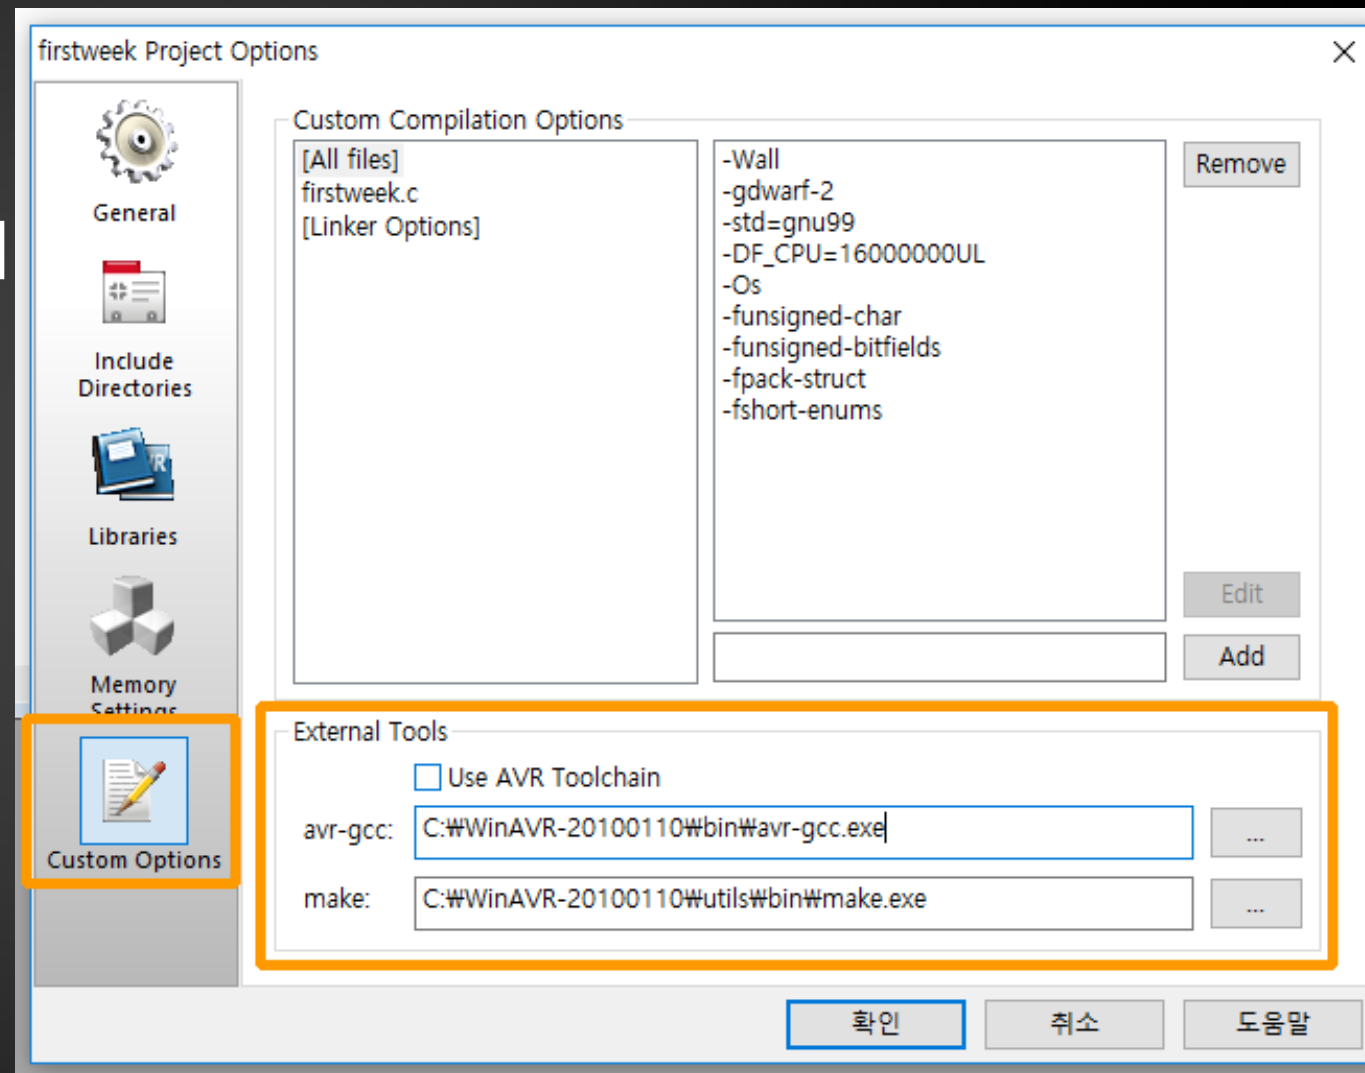 firstweek Project Options
General
Include
Directories
Libraries
Memory
Settings
Custom Options
Custom Compilation Options
[All files]
firstweek.c
[Linker Options]
-Wall
-gdwarf-2
-std=gnu99
-DF_CPU=16000000UL
-Os
-funsigned-char
-funsigned-bitfields
-fpack-struct
-fshort-enums
Remove
Edit
Add
External Tools
Use AVR Toolchain
avr-gcc: C:₩WinAVR-20100110₩bin₩avr-gcc.exe ...
make: C:₩WinAVR-20100110₩utils₩bin₩make.exe ...
확인 취소 도움말